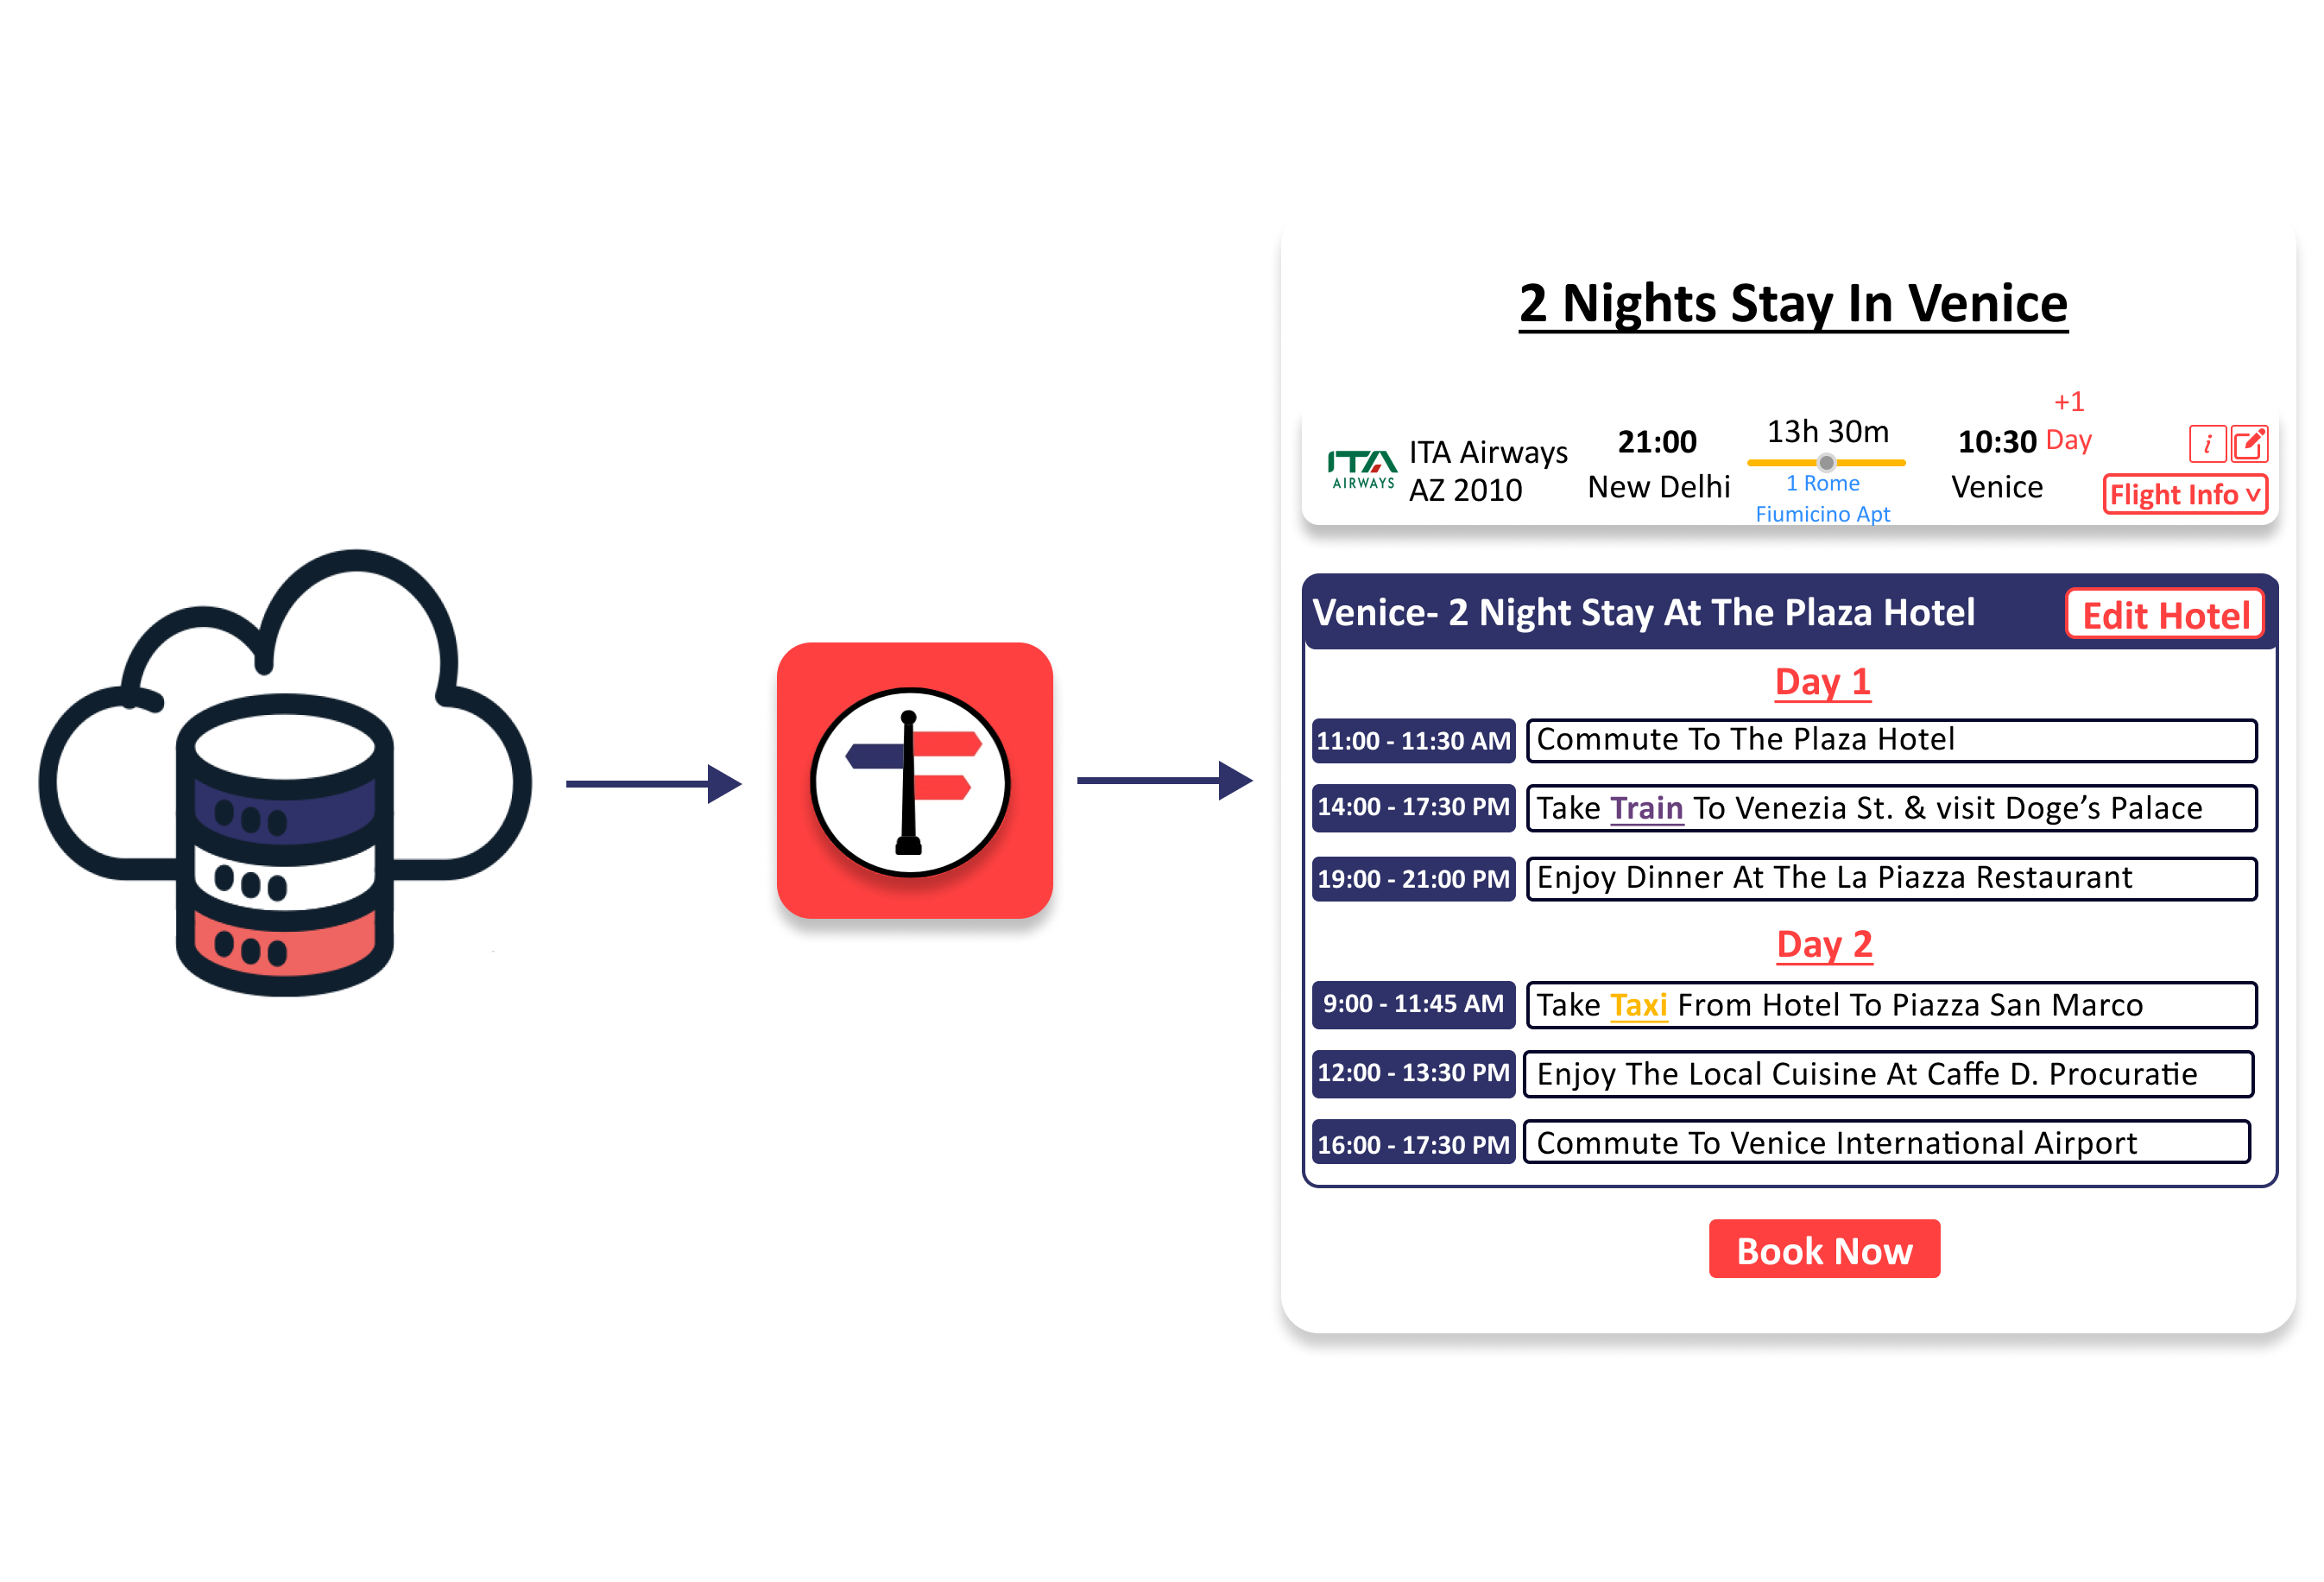 2 Nights Stay In Venice
+1
Day
ITA
AIRWAYS
ITA Airways
AZ 2010
21:00
New Delhi
13h 30m
1 Rome
Fiumicino Apt
10:30
Venice
i
Flight Info v
Venice- 2 Night Stay At The Plaza Hotel
Edit Hotel
Day 1
11:00 - 11:30 AM Commute To The Plaza Hotel
14:00 - 17:30 PM Take Train To Venezia St. & visit Doge’s Palace
19:00 - 21:00 PM Enjoy Dinner At The La Piazza Restaurant
Day 2
9:00 - 11:45 AM Take Taxi From Hotel To Piazza San Marco
12:00 - 13:30 PM Enjoy The Local Cuisine At Caffe D. Procuratie
16:00 - 17:30 PM Commute To Venice International Airport
Book Now